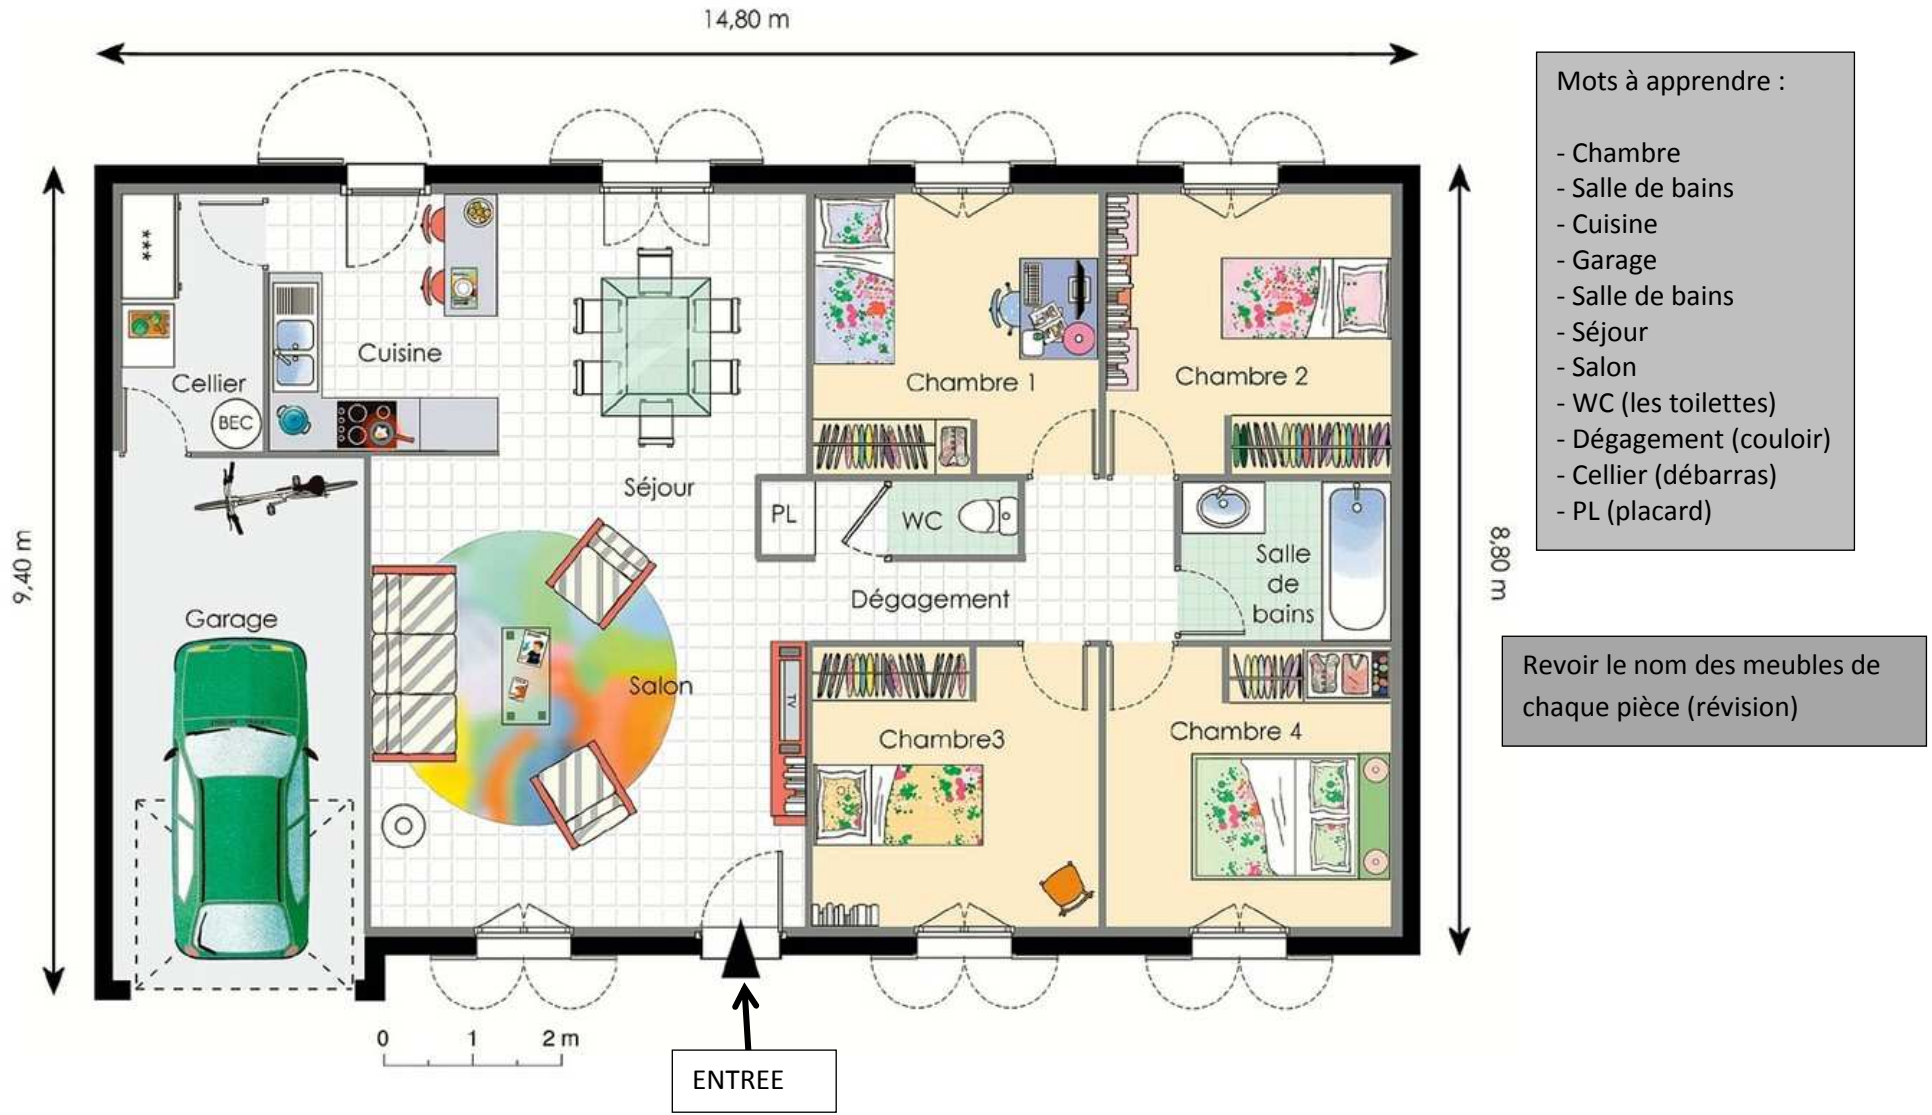 14,80 m
Mots à apprendre :
- Chambre
- Salle de bains
- Cuisine
- Garage
- Salle de bains
- Séjour
- Salon
- WC (les toilettes)
- Dégagement (couloir)
- Cellier (débarras)
- PL (placard)
Revoir le nom des meubles de
chaque pièce (révision)
9,40 m
8,80 m
***
Cuisine
Cellier
BEC
Chambre 1
Chambre 2
Séjour
PL
WC
Salle
de
bains
Dégagement
Garage
Salon
TV
Chambre3
Chambre 4
0 1 2 m
ENTREE